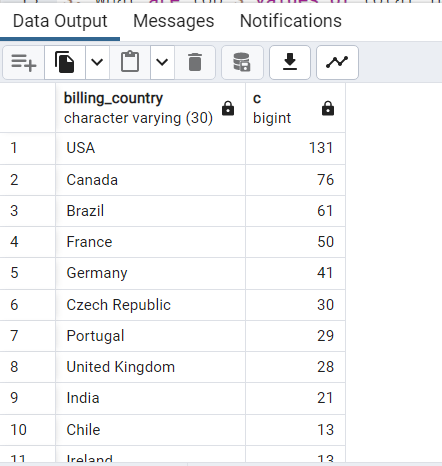 Data Output Messages Notifications
billing_country c
character varying (30) bigint
1 USA 131
2 Canada 76
3 Brazil 61
4 France 50
5 Germany 41
6 Czech Republic 30
7 Portugal 29
8 United Kingdom 28
9 India 21
10 Chile 13
11 Ireland 13